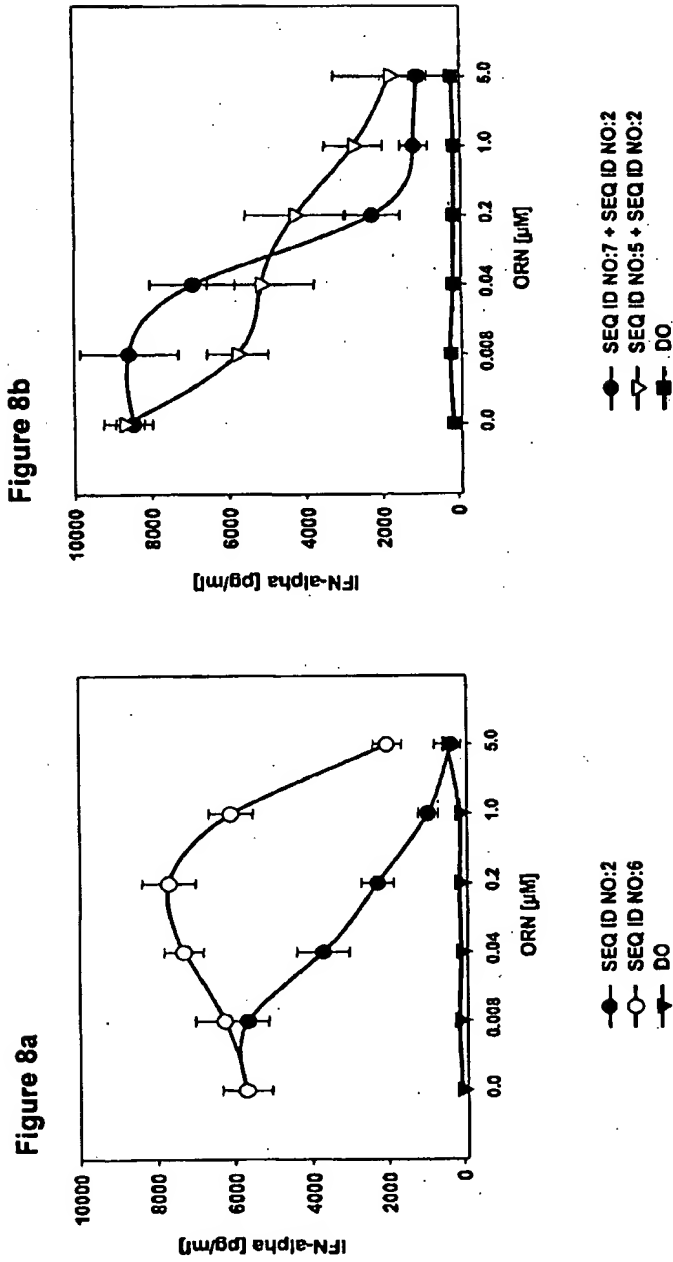 Figure 8a
IFN-alpha [pg/ml]
10000
8000
6000
4000
2000
0
0.0 0.008 0.04 0.2 1.0 5.0
ORN [µM]
SEQ ID NO:2
SEQ ID NO:6
DO
Figure 8b
IFN-alpha [pg/ml]
10000
8000
6000
4000
2000
0
0.0 0.008 0.04 0.2 1.0 5.0
ORN [µM]
SEQ ID NO:7 + SEQ ID NO:2
SEQ ID NO:5 + SEQ ID NO:2
DO